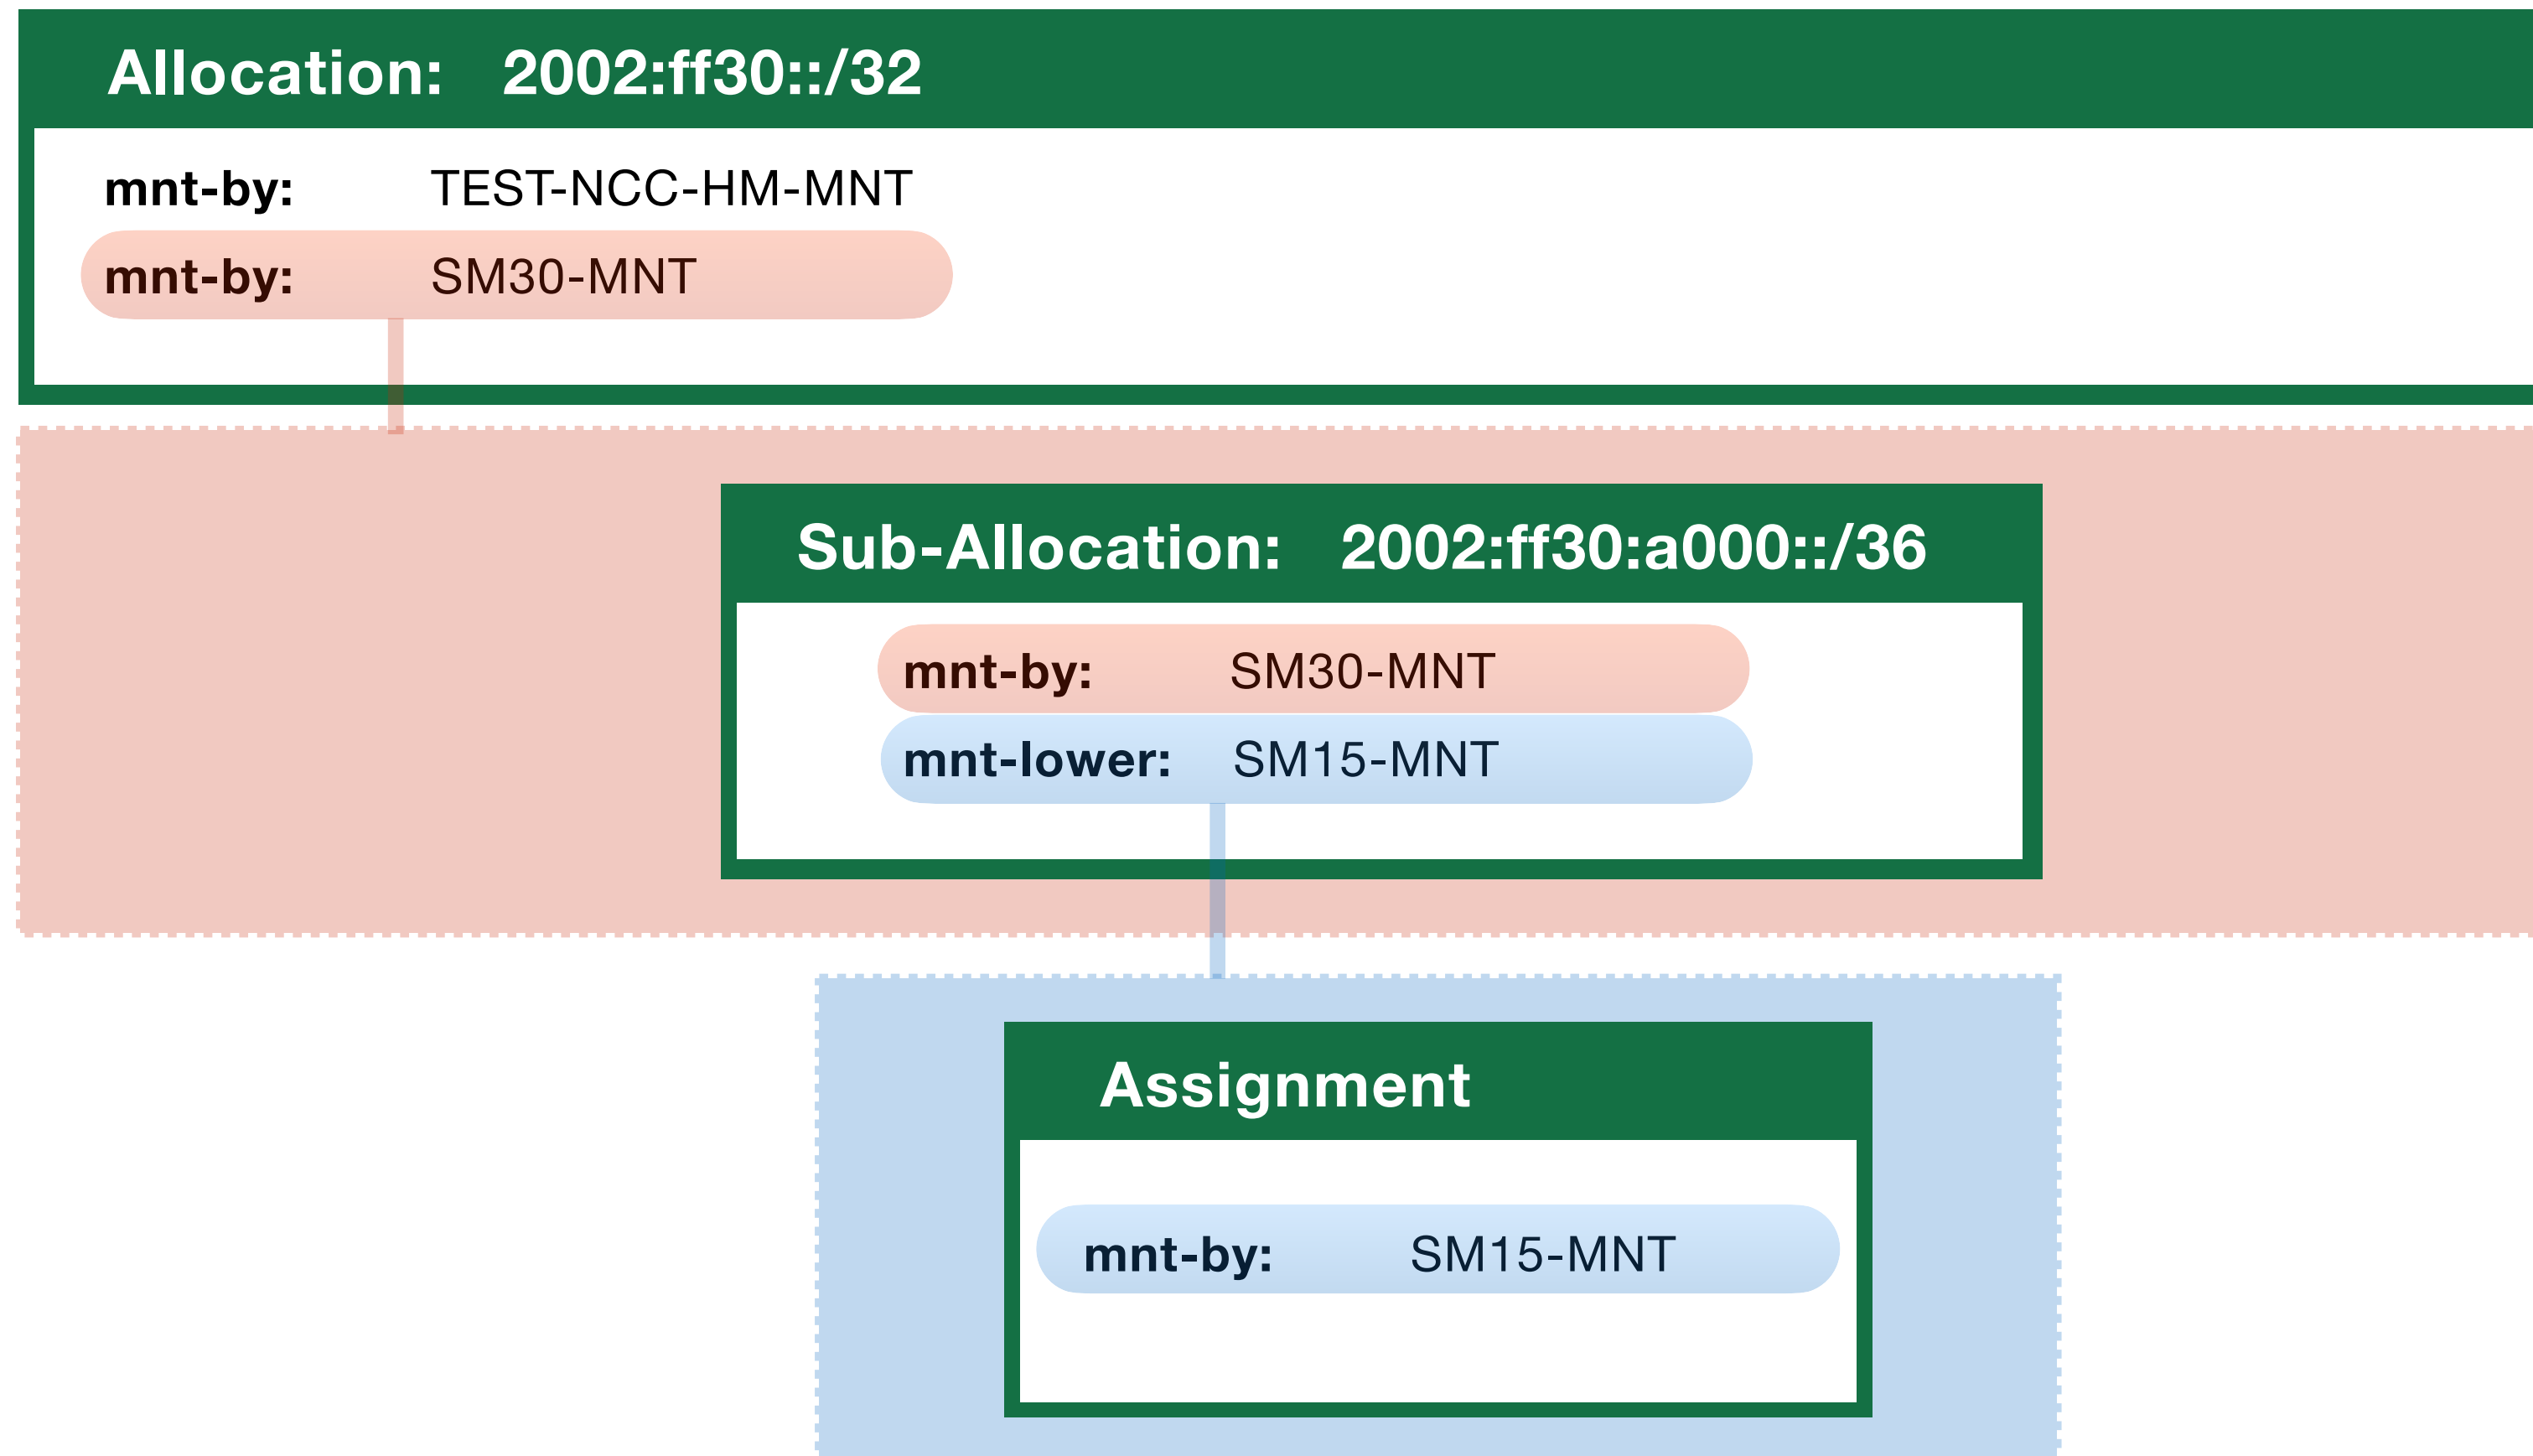 Allocation: 2002:ff30::/32
mnt-by: TEST-NCC-HM-MNT
mnt-by: SM30-MNT
Sub-Allocation: 2002:ff30:a000::/36
mnt-by: SM30-MNT
mnt-lower: SM15-MNT
Assignment
mnt-by: SM15-MNT